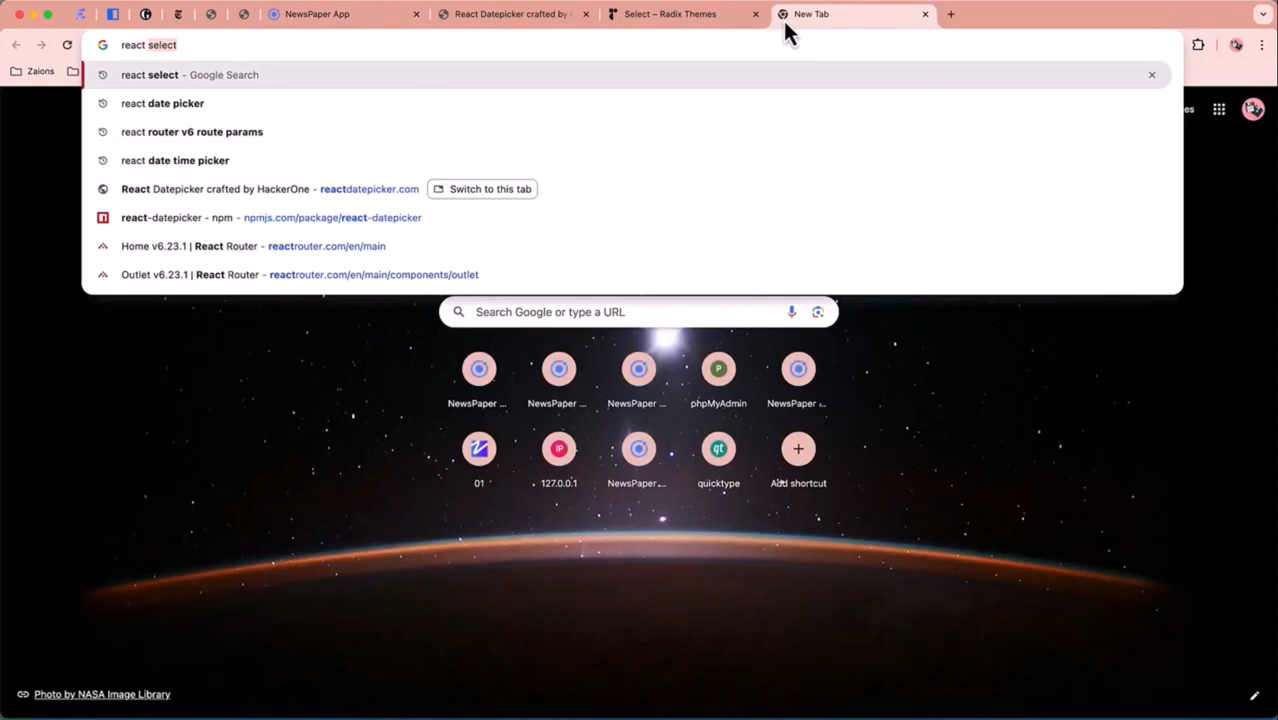 NewsPaper App
React Datepicker crafted by
Select – Radix Themes
New Tab
react select
Zaions
react select - Google Search
react date picker
react router v6 route params
react date time picker
React Datepicker crafted by HackerOne - reactdatepicker.com
Switch to this tab
react-datepicker - npm - npmjs.com/package/react-datepicker
Home v6.23.1 | React Router - reactrouter.com/en/main
Outlet v6.23.1 | React Router - reactrouter.com/en/main/components/outlet
es
Search Google or type a URL
P
NewsPaper ...
NewsPaper ...
NewsPaper ...
phpMyAdmin
NewsPaper ...
IP
qt
01
127.0.0.1
NewsPaper...
quicktype
Add shortcut
Photo by NASA Image Library